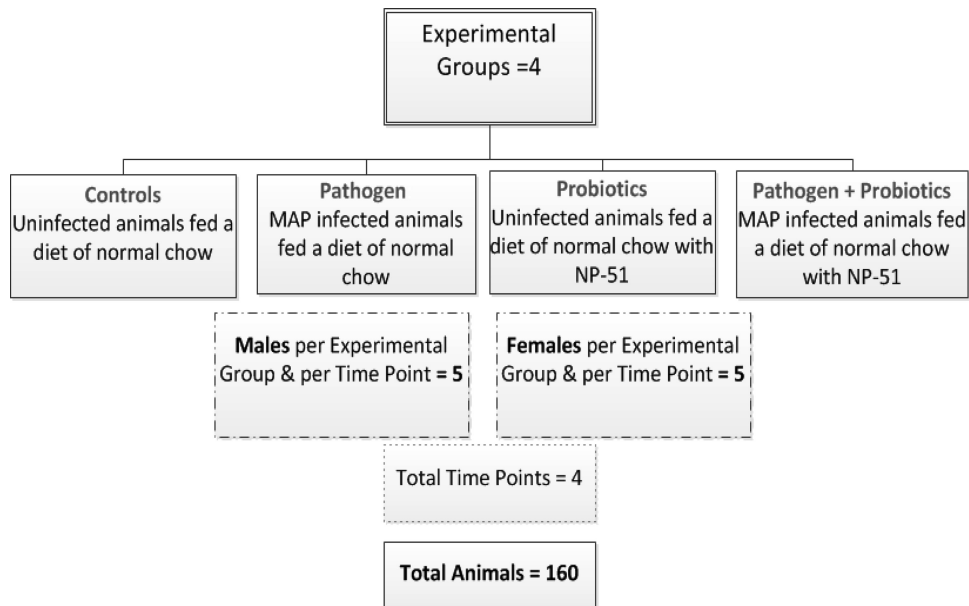 Experimental
Groups =4
Controls
Uninfected animals fed a
diet of normal chow
Pathogen
MAP infected animals
fed a diet of normal
chow
Probiotics
Uninfected animals fed a
diet of normal chow with
NP-51
Pathogen + Probiotics
MAP infected animals fed
a diet of normal chow
with NP-51
Males per Experimental
Group & per Time Point = 5
Females per Experimental
Group & per Time Point = 5
Total Time Points = 4
Total Animals = 160